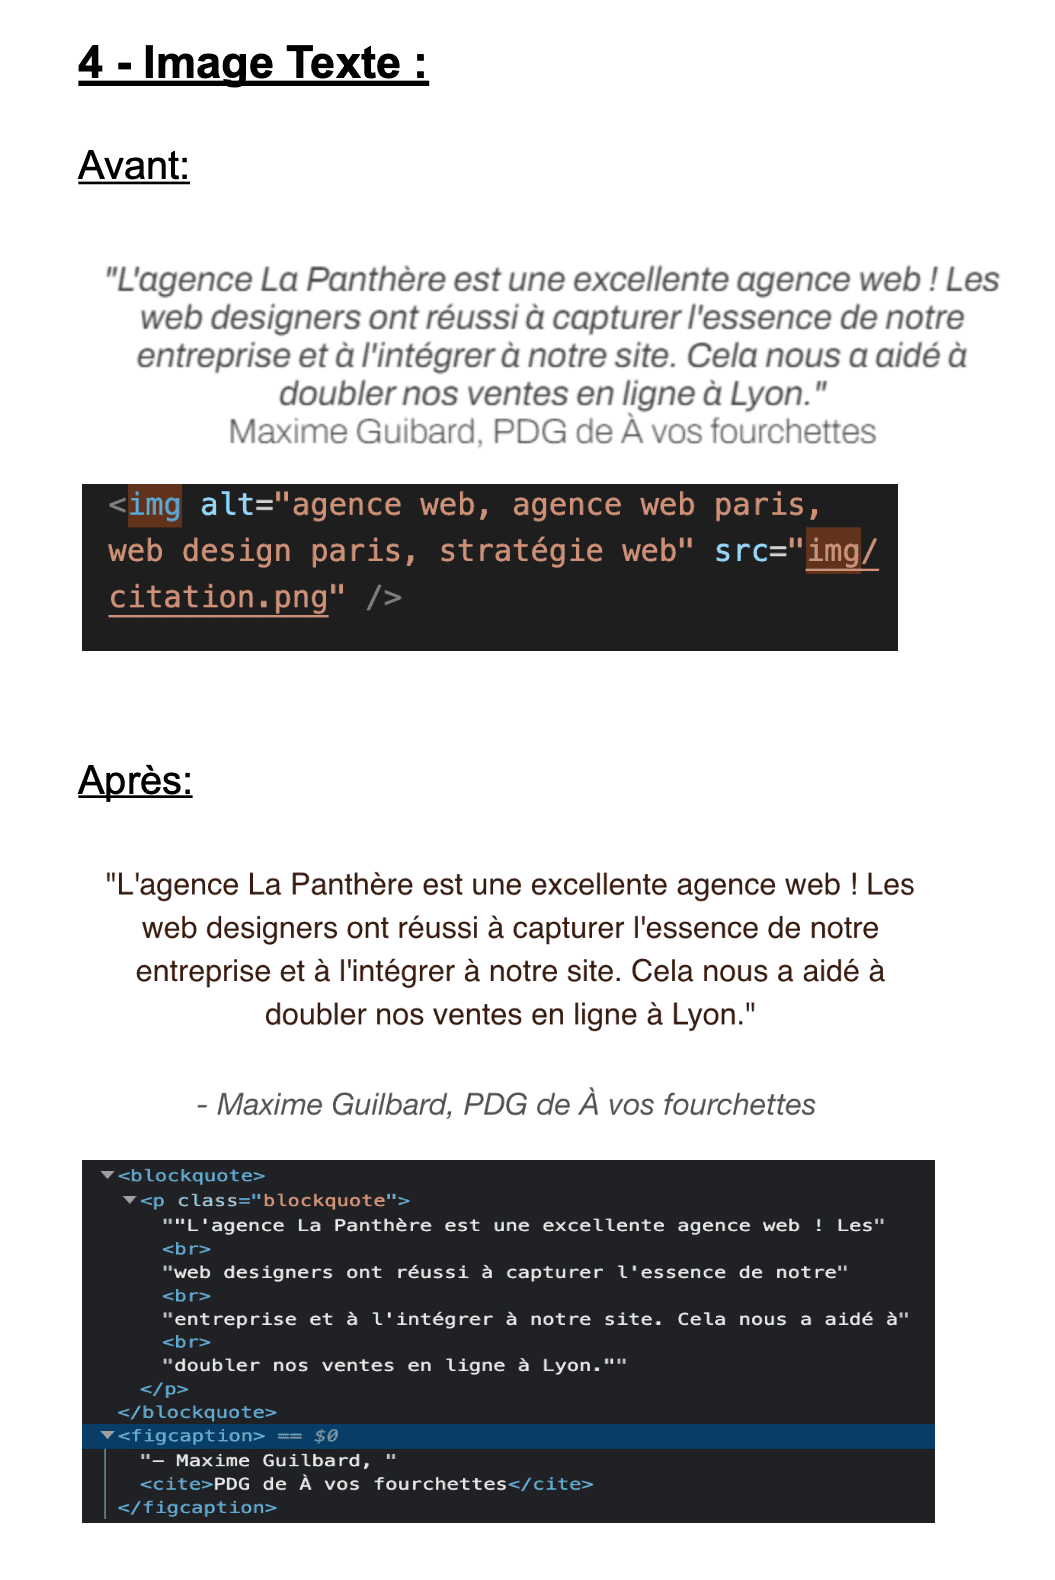 4 - Image Texte :
Avant:
"L'agence La Panthère est une excellente agence web ! Les
web designers ont réussi à capturer l'essence de notre
entreprise et à l'intégrer à notre site. Cela nous a aidé à
doubler nos ventes en ligne à Lyon."
Maxime Guibard, PDG de À vos fourchettes
<img alt="agence web, agence web paris,
web design paris, stratégie web" src="img/
citation.png" />
Après:
"L'agence La Panthère est une excellente agence web ! Les
web designers ont réussi à capturer l'essence de notre
entreprise et à l'intégrer à notre site. Cela nous a aidé à
doubler nos ventes en ligne à Lyon."
- Maxime Guilbard, PDG de À vos fourchettes
<blockquote>
<p class="blockquote">
""L'agence La Panthère est une excellente agence web ! Les"
<br>
"web designers ont réussi à capturer l'essence de notre"
<br>
"entreprise et à l'intégrer à notre site. Cela nous a aidé à"
<br>
"doubler nos ventes en ligne à Lyon.""
</p>
</blockquote>
<figcaption> == $0
"— Maxime Guilbard, "
<cite>PDG de À vos fourchettes</cite>
</figcaption>